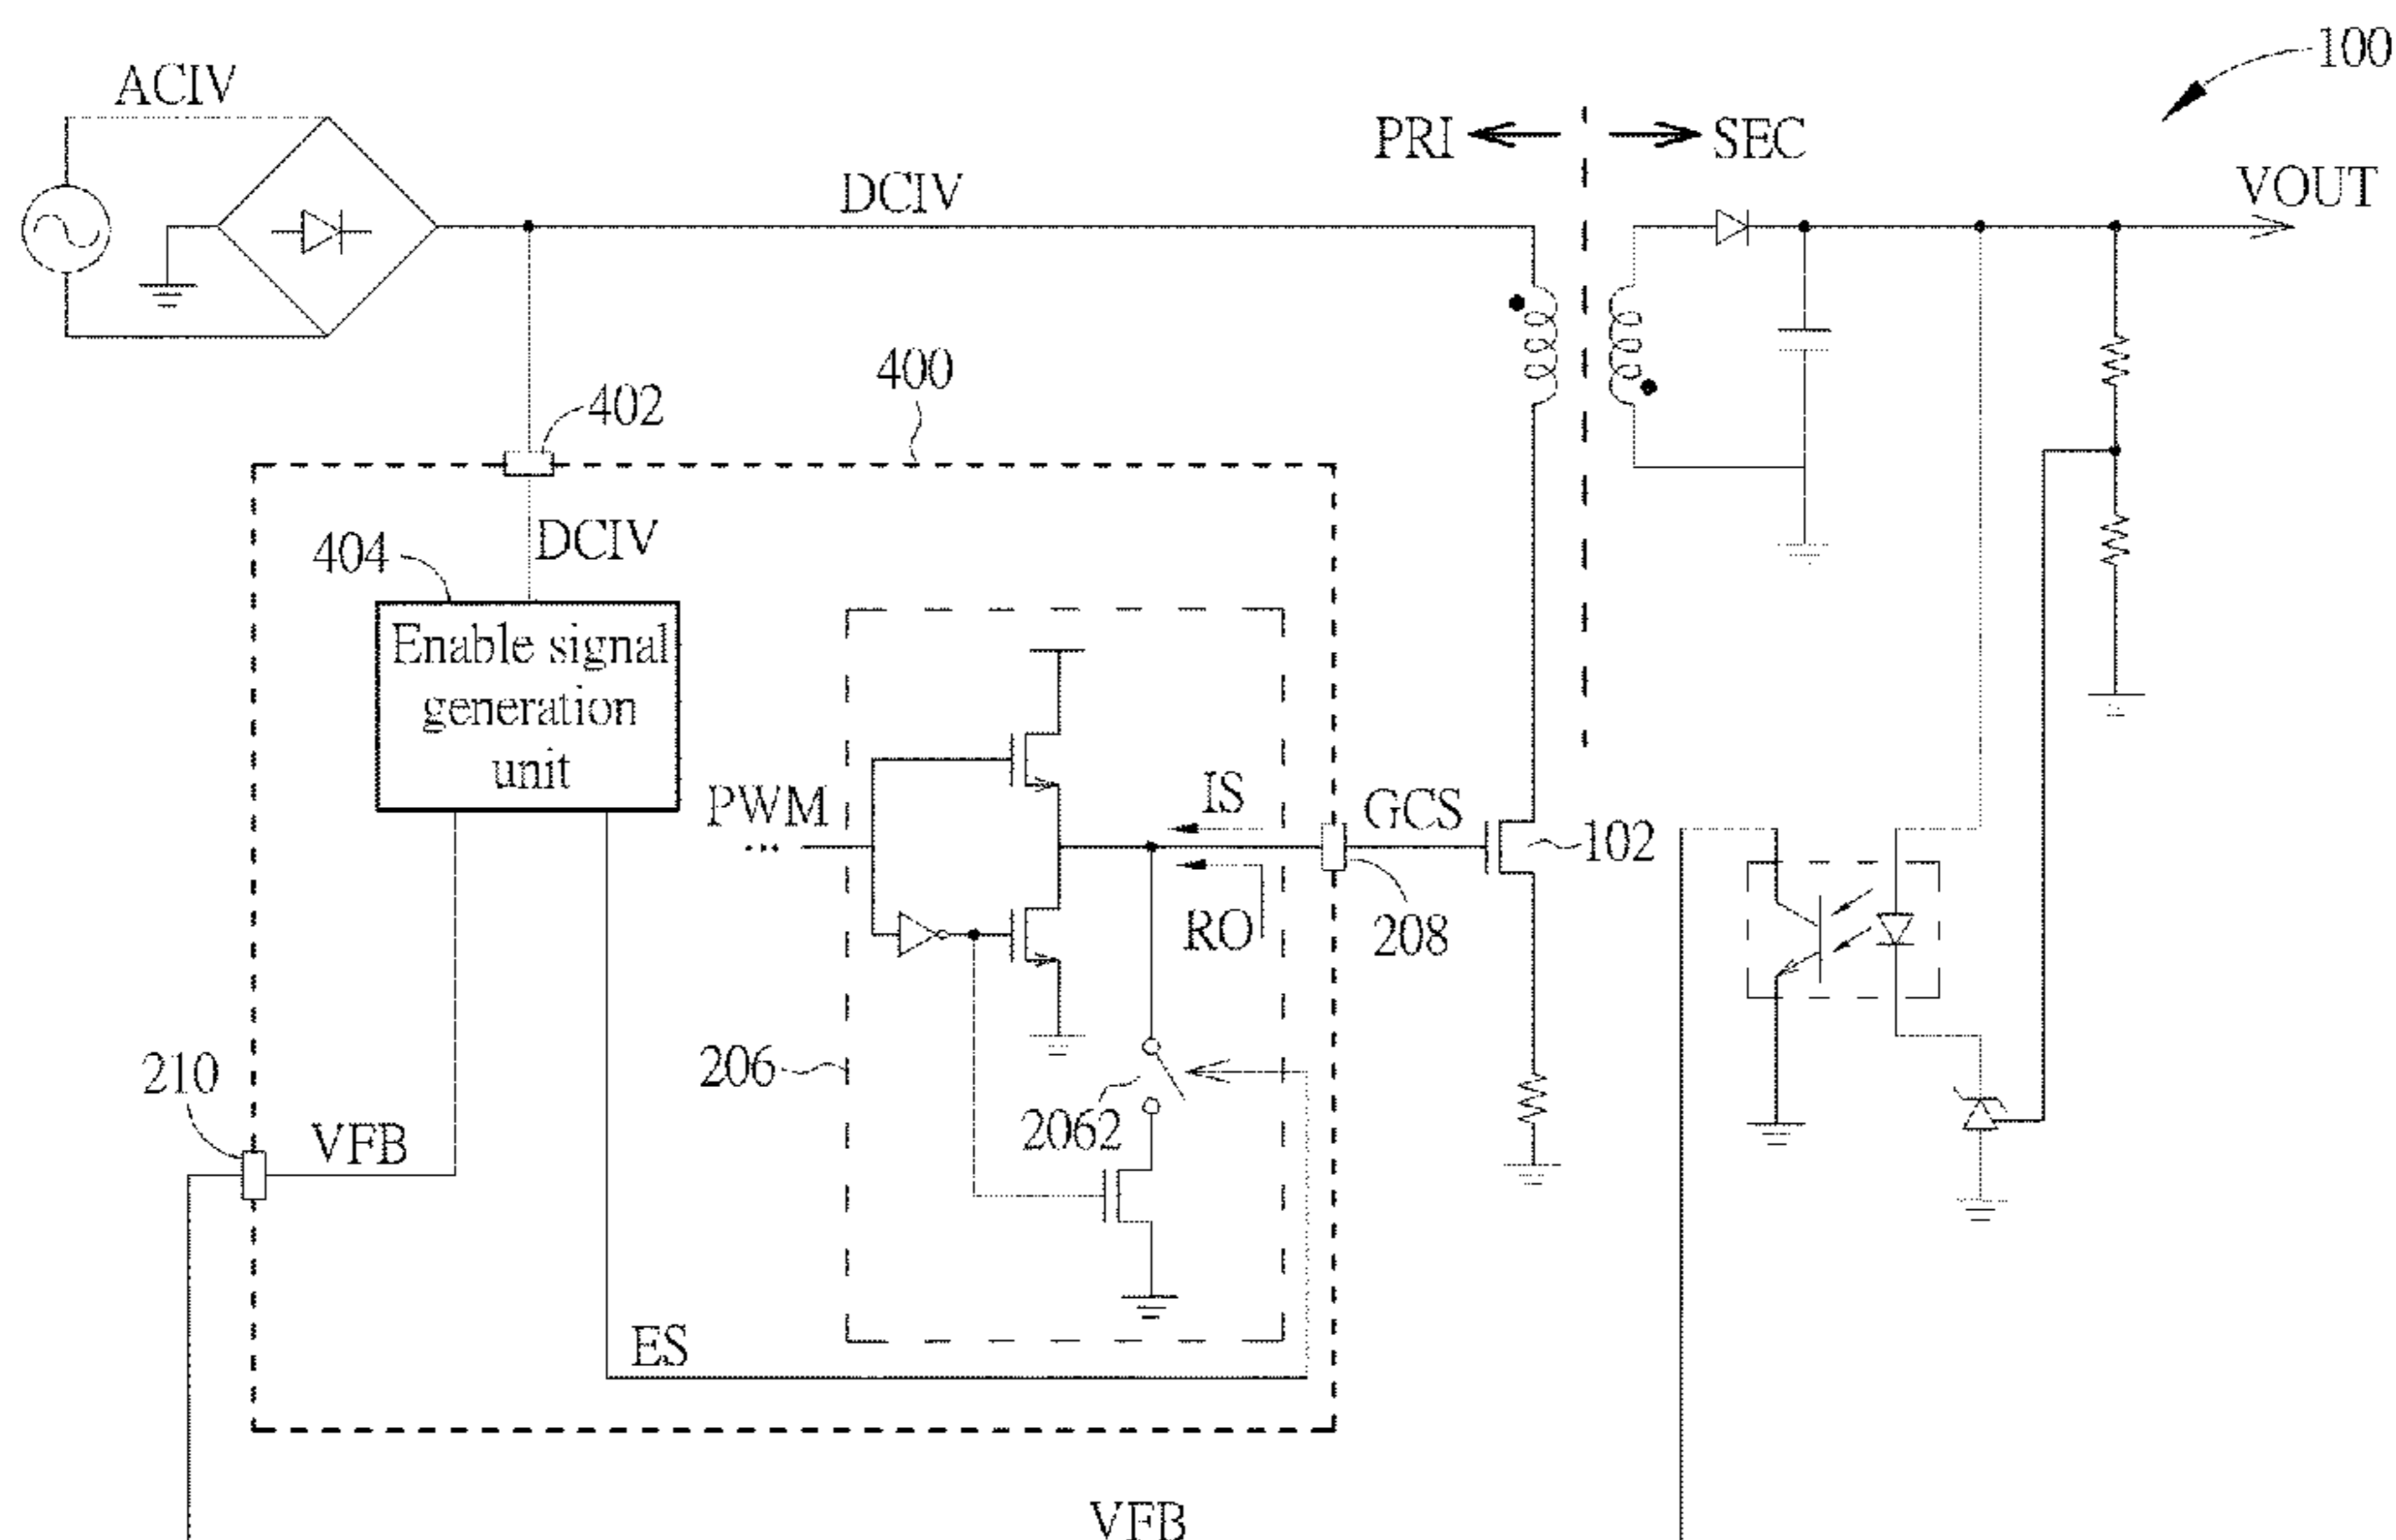 100
ACIV
PRI
SEC
VOUT
DCIV
400
402
DCIV
404
Enable signal
generation
unit
PWM
...
IS
GCS
102
RO
208
206
210
2062
VFB
ES
VFB